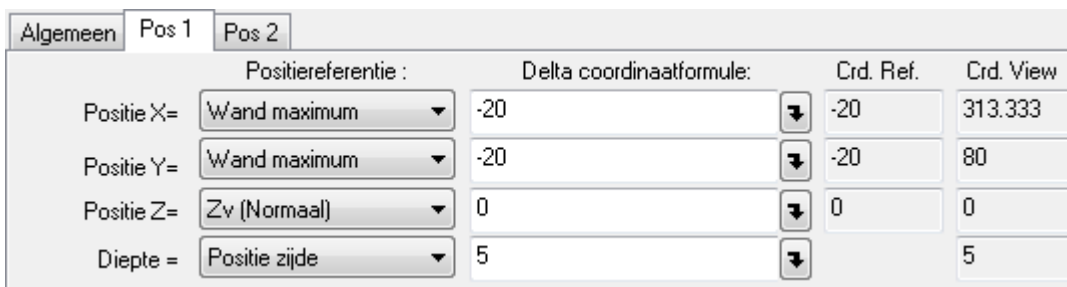 Algemeen Pos 1 Pos 2
Positiereferentie : Delta coordinaatformule: Crd. Ref. Crd. View
Positie X= Wand maximum -20 -20 313.333
Positie Y= Wand maximum -20 -20 80
Positie Z= Zv (Normaal) 0 0 0
Diepte = Positie zijde 5 5